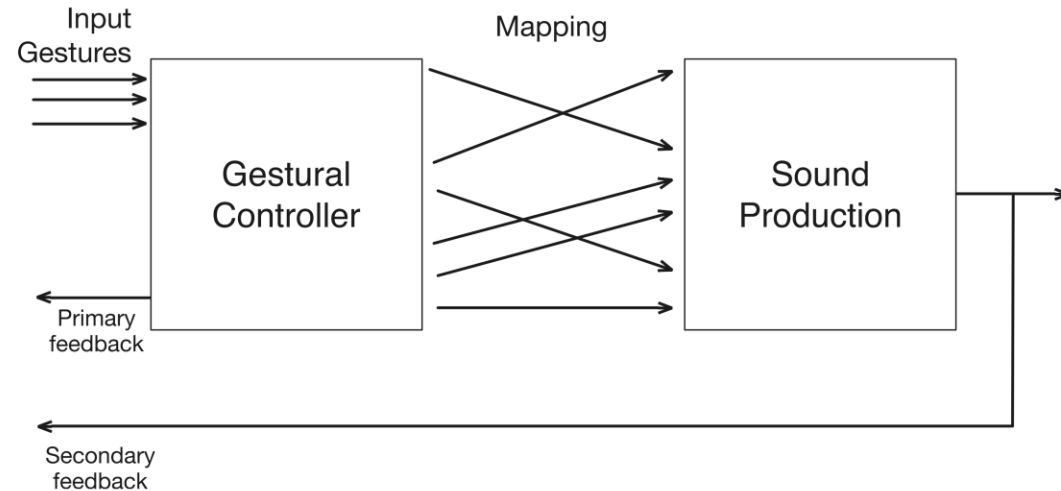 Input
Gestures
Mapping
Gestural
Controller
Sound
Production
Primary
feedback
Secondary
feedback